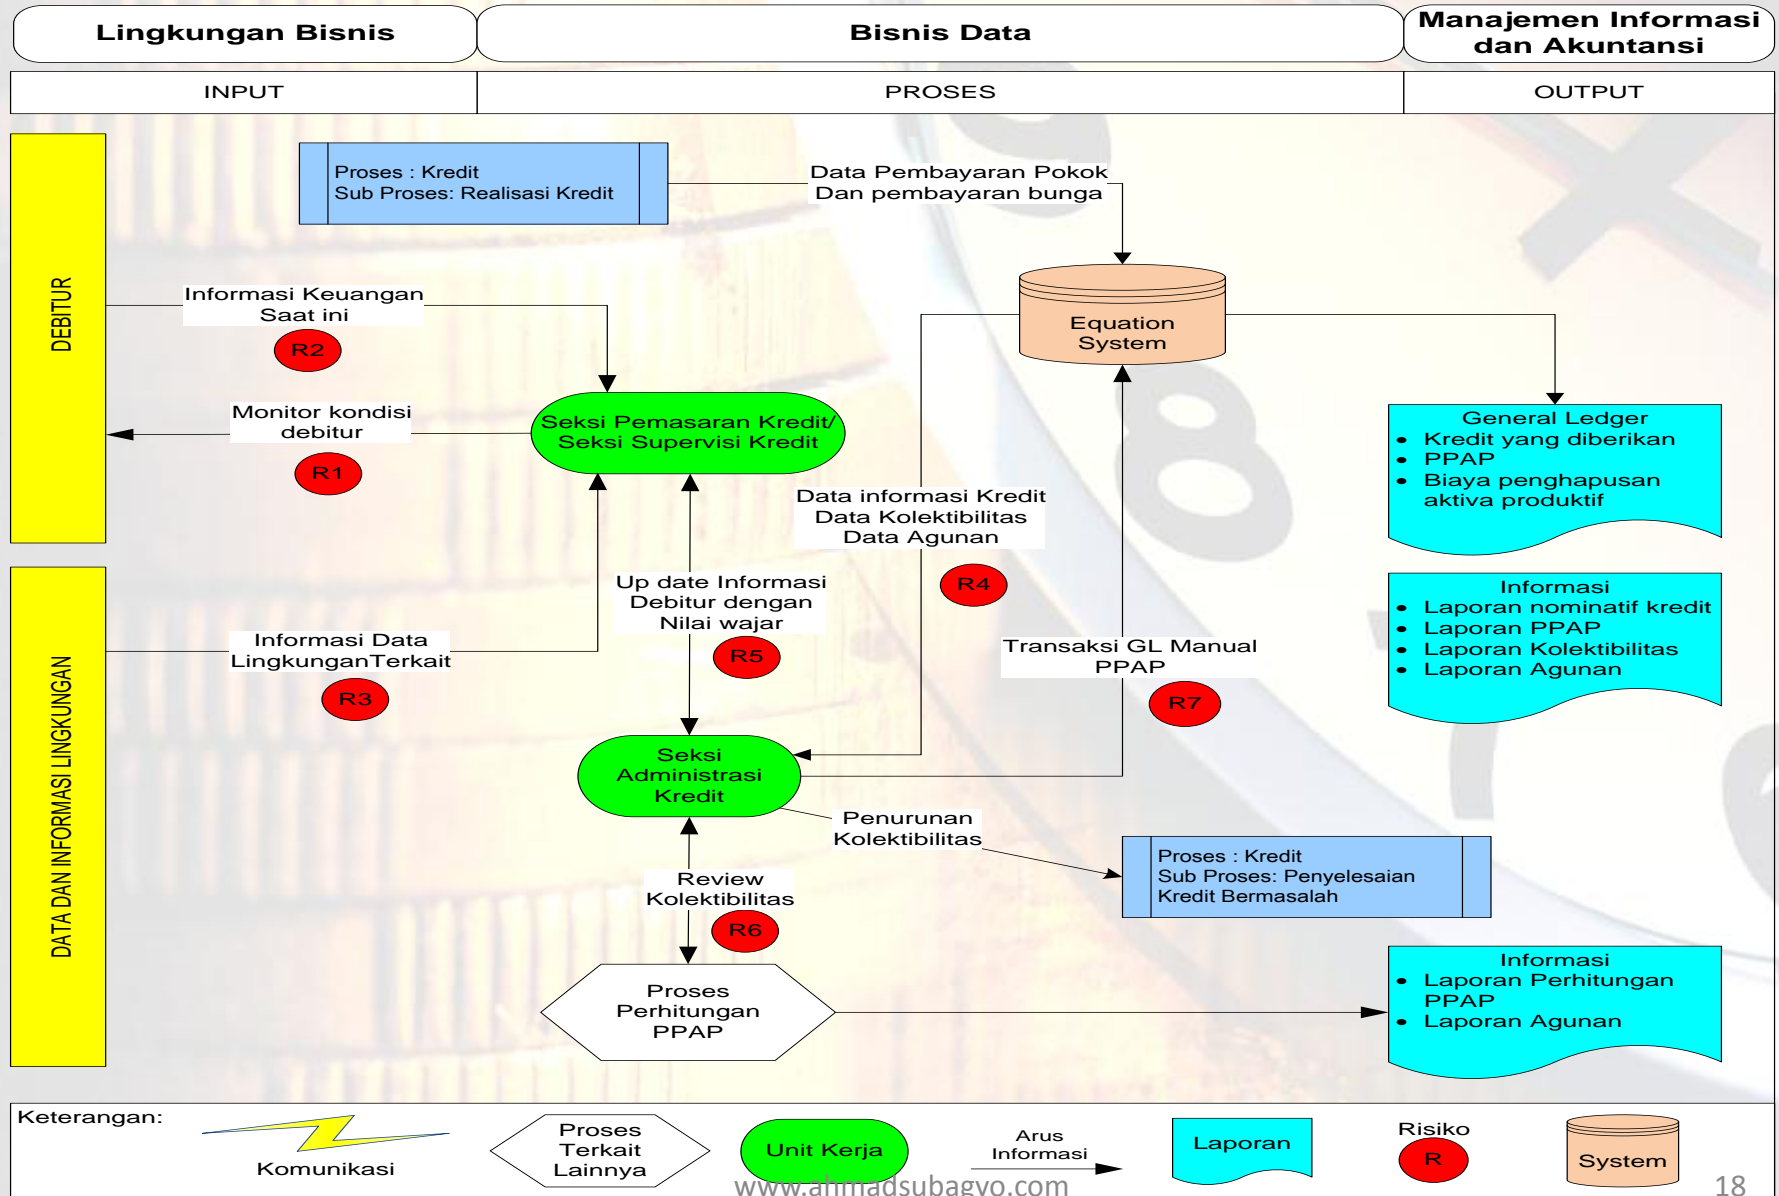 Lingkungan Bisnis
Bisnis Data
Manajemen Informasi
dan Akuntansi
INPUT
PROSES
OUTPUT
DEBITUR
Proses : Kredit
Sub Proses: Realisasi Kredit
Data Pembayaran Pokok
Dan pembayaran bunga
Informasi Keuangan
Saat ini
R2
Equation
System
Monitor kondisi
debitur
R1
Seksi Pemasaran Kredit/
Seksi Supervisi Kredit
General Ledger
• Kredit yang diberikan
• PPAP
• Biaya penghapusan
aktiva produktif
Data informasi Kredit
Data Kolektibilitas
Data Agunan
R4
DATA DAN INFORMASI LINGKUNGAN
Up date Informasi
Debitur dengan
Nilai wajar
R5
Informasi
• Laporan nominatif kredit
• Laporan PPAP
• Laporan Kolektibilitas
• Laporan Agunan
Informasi Data
LingkunganTerkait
R3
Transaksi GL Manual
PPAP
R7
Seksi
Administrasi
Kredit
Penurunan
Kolektibilitas
Proses : Kredit
Sub Proses: Penyelesaian
Kredit Bermasalah
Review
Kolektibilitas
R6
Proses
Perhitungan
PPAP
Informasi
• Laporan Perhitungan
PPAP
• Laporan Agunan
Keterangan:
Komunikasi
Proses
Terkait
Lainnya
Unit Kerja
Arus
Informasi
Laporan
Risiko
R
System
www.ahmadsubagyo.com
18